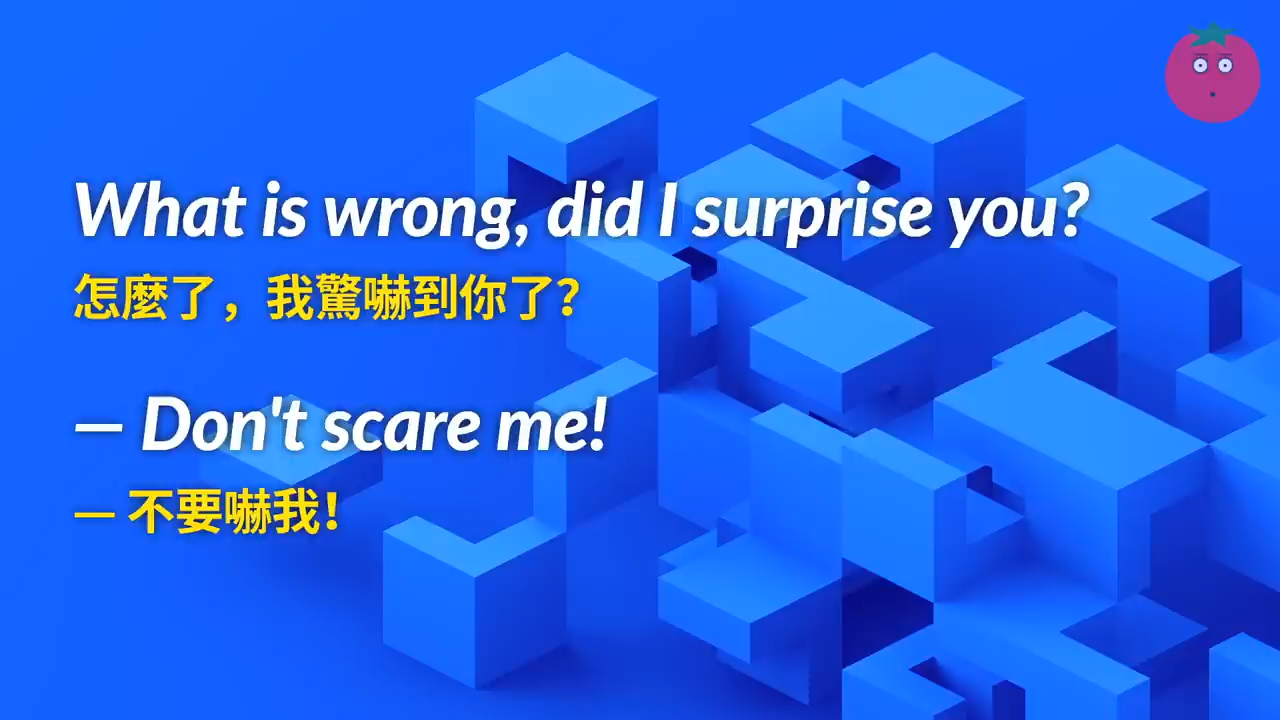 What is wrong, did I surprise you?
怎麼了，我驚嚇到你了？
— Don't scare me!
— 不要嚇我！